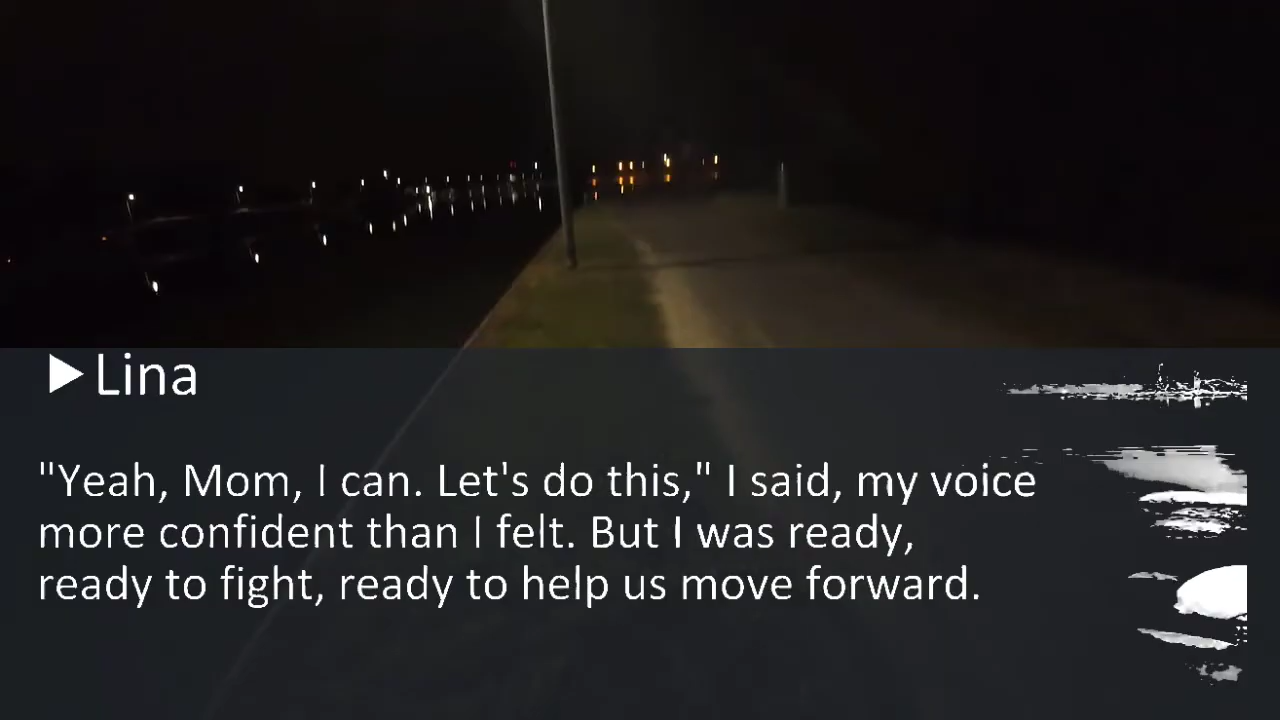 Lina
"Yeah, Mom, I can. Let's do this," I said, my voice
more confident than I felt. But I was ready,
ready to fight, ready to help us move forward.